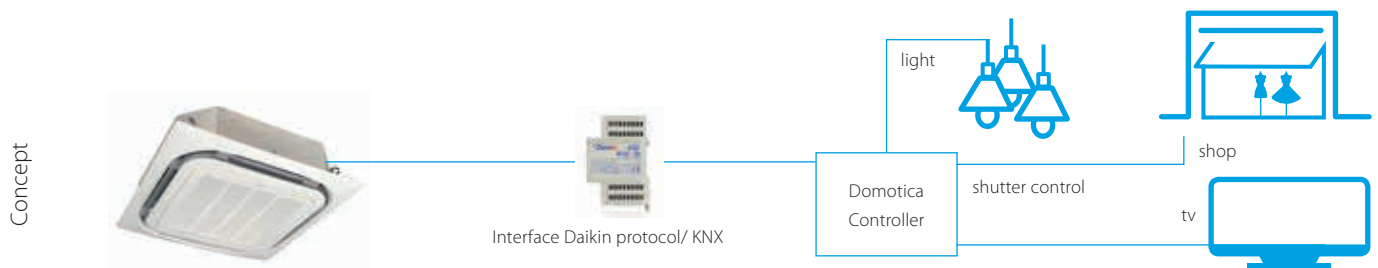 Concept
Interface Daikin protocol/ KNX
Domotica
Controller
light
shutter control
shop
tv